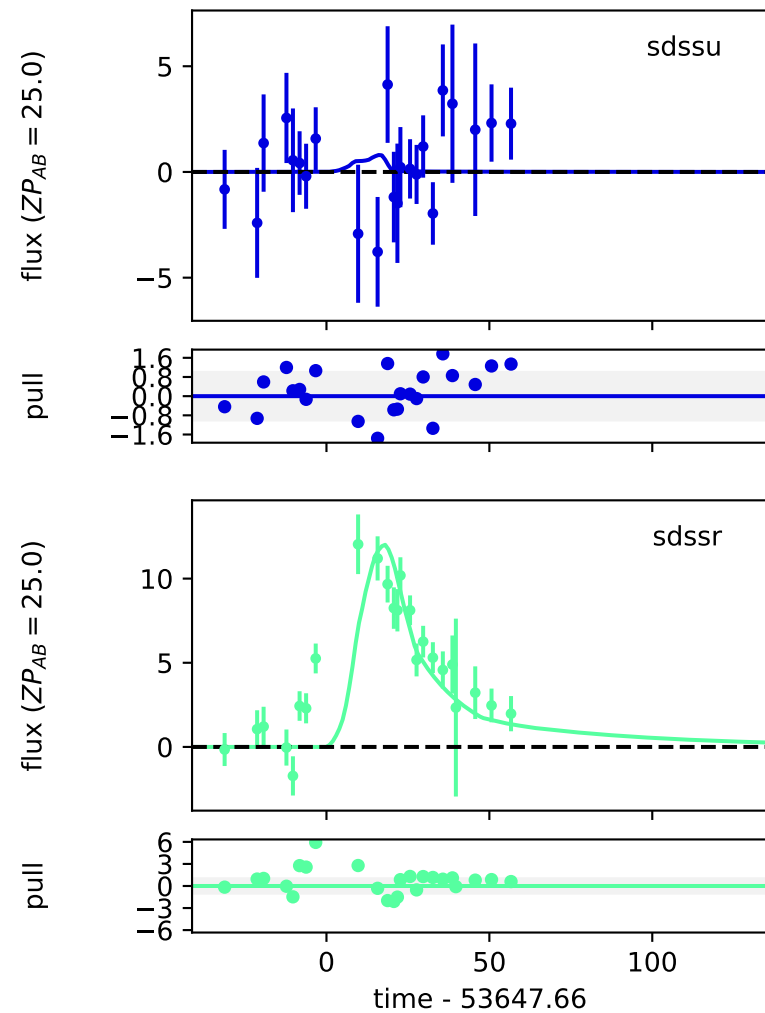 sdssu
flux (ZP_AB = 25.0)
5
0
−5
pull
1.6
0.8
0.0
−0.8
−1.6
sdssr
flux (ZP_AB = 25.0)
10
5
0
pull
6
3
0
−3
−6
0 50 100
time - 53647.66